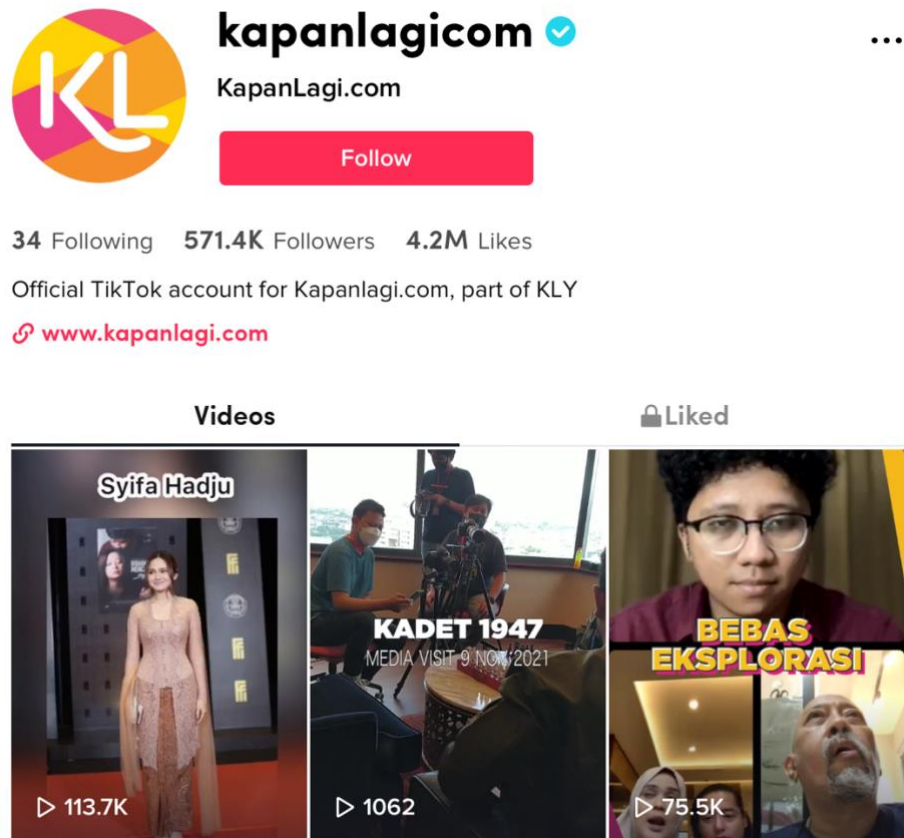 KL
kapanlagicom
...
KapanLagi.com
Follow
34 Following 571.4K Followers 4.2M Likes
Official TikTok account for Kapanlagi.com, part of KLY
www.kapanlagi.com
Videos Liked
Syifa Hadju
113.7K
KADET 1947
MEDIA VISIT 9 NOV 2021
1062
BEBAS
EKSPLORASI
75.5K